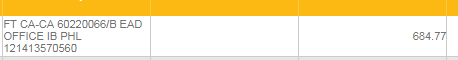 FT CA-CA 60220066/B EAD
OFFICE IB PHL
121413570560
684.77